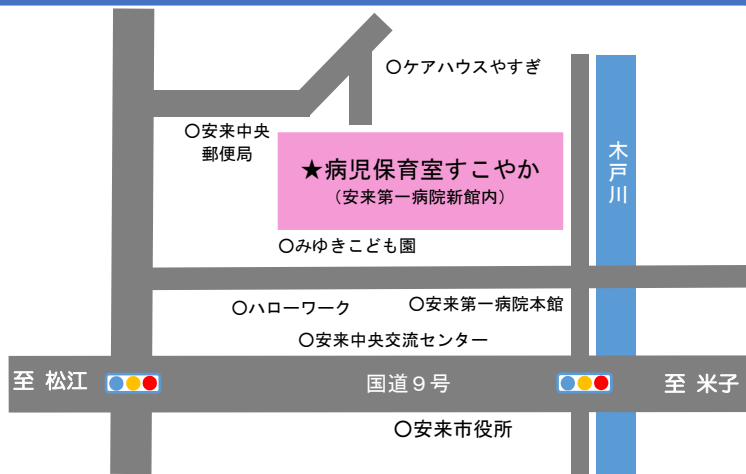 〇ケアハウスやすぎ
〇安来中央
郵便局
★病児保育室すこやか
（安来第一病院新館内）
木戸川
〇みゆきこども園
〇ハローワーク
〇安来第一病院本館
〇安来中央交流センター
至 松江
国道９号
至 米子
〇安来市役所